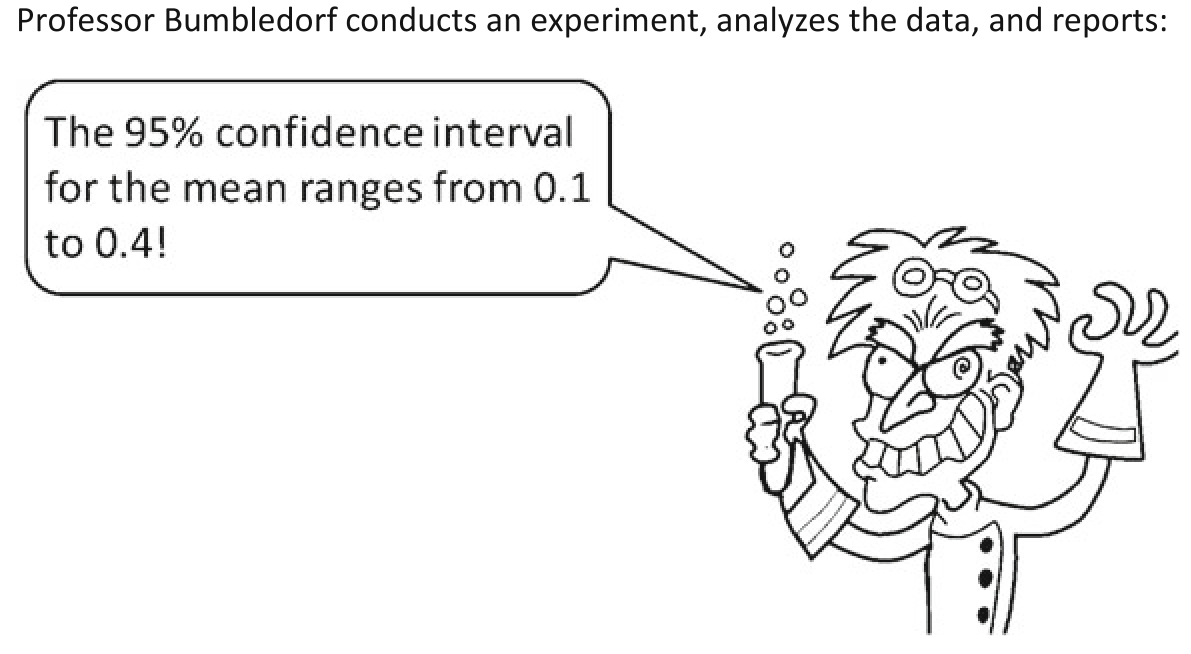 Professor Bumbledorf conducts an experiment, analyzes the data, and reports:
The 95% confidence interval
for the mean ranges from 0.1
to 0.4!